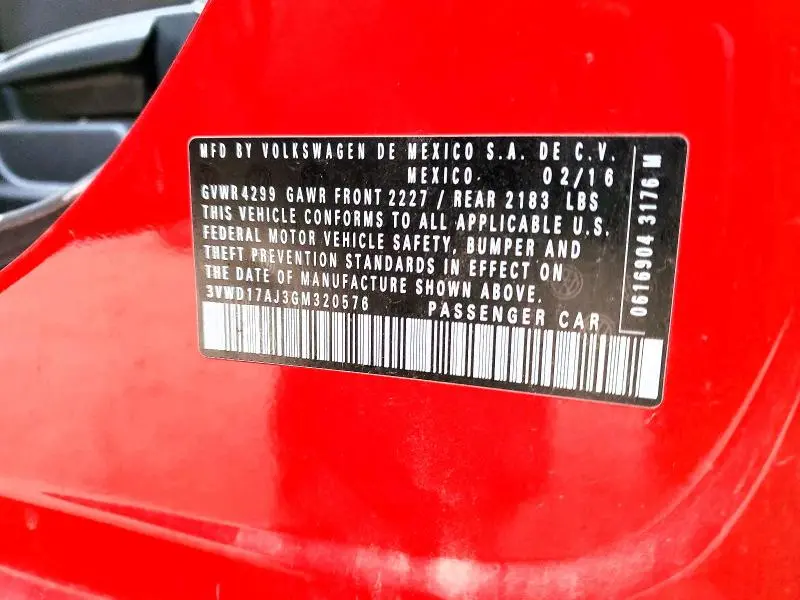 MFD BY VOLKSWAGEN DE MEXICO S.A. DE C.V.
MEXICO. 02/16
GVWR4299 GAWR FRONT 2227 / REAR 2183 LBS
THIS VEHICLE CONFORMS TO ALL APPLICABLE U.S.
FEDERAL MOTOR VEHICLE SAFETY, BUMPER AND
THEFT PREVENTION STANDARDS IN EFFECT ON
THE DATE OF MANUFACTURE SHOWN ABOVE.
3VWD17AJ3GM320576 PASSENGER CAR
0616904 3176 M